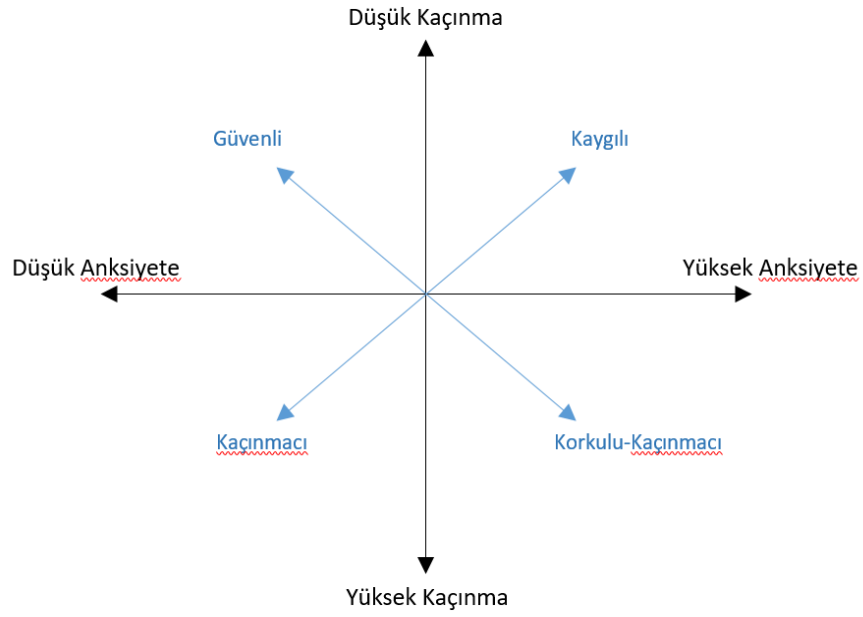 Düşük Kaçınma
Güvenli
Kaygılı
Düşük Anksiyete
Yüksek Anksiyete
Kaçınmacı
Korkulu-Kaçınmacı
Yüksek Kaçınma